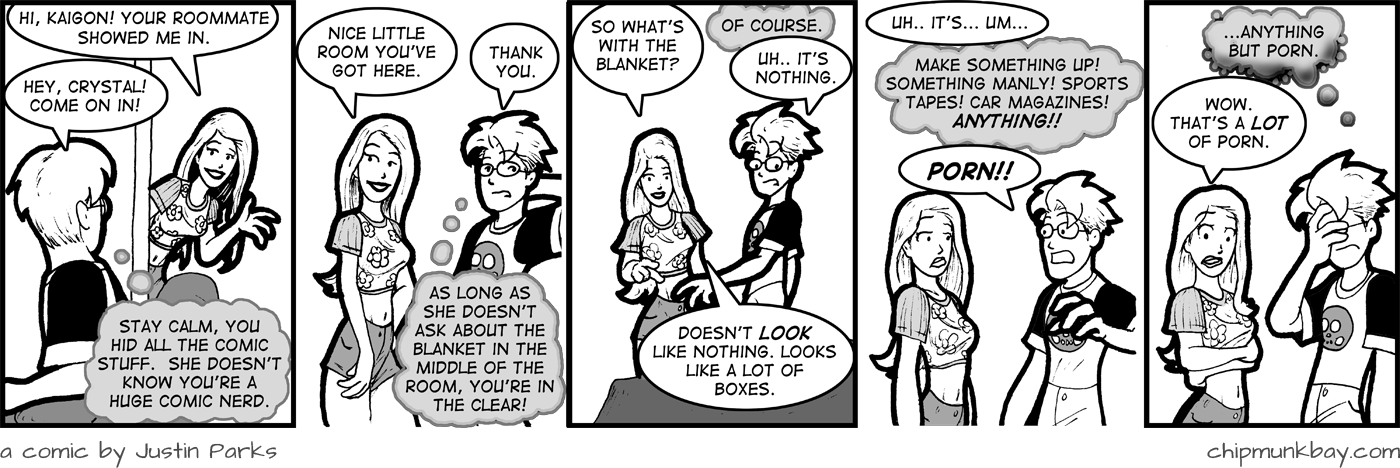 HI, KAIGON! YOUR ROOMMATE
SHOWED ME IN.
HEY, CRYSTAL!
COME ON IN!
STAY CALM, YOU
HID ALL THE COMIC
STUFF. SHE DOESN'T
KNOW YOU'RE A
HUGE COMIC NERD.
NICE LITTLE
ROOM YOU'VE
GOT HERE.
THANK
YOU.
AS LONG AS
SHE DOESN'T
ASK ABOUT THE
BLANKET IN THE
MIDDLE OF THE
ROOM, YOU'RE IN
THE CLEAR!
SO WHAT'S
WITH THE
BLANKET?
OF COURSE.
UH.. IT'S
NOTHING.
DOESN'T LOOK
LIKE NOTHING. LOOKS
LIKE A LOT OF
BOXES.
UH.. IT'S... UM...
MAKE SOMETHING UP!
SOMETHING MANLY! SPORTS
TAPES! CAR MAGAZINES!
ANYTHING!!
PORN!!
...ANYTHING
BUT PORN.
WOW.
THAT'S A LOT
OF PORN.
a comic by Justin Parks
chipmunkbay.com